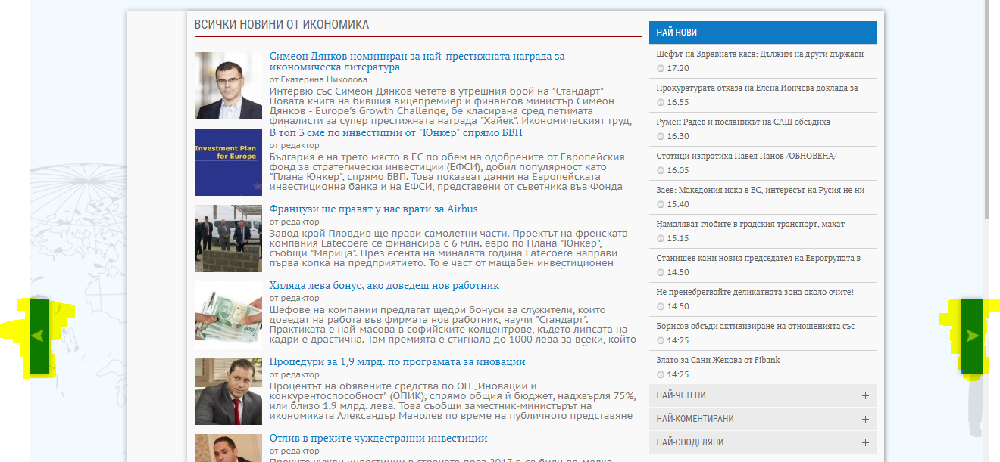 ВСИЧКИ НОВИНИ ОТ ИКОНОМИКА
Симеон Дянков номиниран за най-престижната награда за
икономическа литература
от Екатерина Николова
Интервю със Симеон Дянков четете в утрешния брой на "Стандарт"
Новата книга на бившия вицепремиер и финансов министър Симеон
Дянков - Europe's Growth Challenge, бе класирана сред петимата
финалисти за супер престижната награда "Хайек". Икономическият труд,
Investment Plan
for Europe
В топ 3 сме по инвестиции от "Юнкер" спрямо БВП
от редактор
България е на трето място в ЕС по обем на одобрените от Европейския
фонд за стратегически инвестиции (ЕФСИ), добил популярност като
"Плана Юнкер", спрямо БВП. Това показват данни на Европейската
инвестиционна банка и на ЕФСИ, представени от съветника във Фонда
Французи ще правят у нас врати за Airbus
от редактор
Завод край Пловдив ще прави самолетни части. Проектът на френската
компания Latecoere се финансира с 6 млн. евро по Плана "Юнкер",
съобщи "Марица". През есента на миналата година Latecoere направи
първа копка на предприятието. То е част от мащабен инвестиционен
Хиляда лева бонус, ако доведеш нов работник
от редактор
Шефове на компании предлагат щедри бонуси за служители, които
доведат на работа във фирмата нов работник, научи "Стандарт".
Практиката е най-масова в софийските колцентрове, където липсата на
кадри е драстична. Там премията е стигнала до 1000 лева за всеки, който
100
Процедури за 1,9 млрд. по програмата за иновации
от редактор
Процентът на обявените средства по ОП „Иновации и
конкурентоспособност" (ОПИК), спрямо общия й бюджет, надхвърля 75%,
или близо 1.9 млрд. лева. Това съобщи заместник-министърът на
икономиката Александър Манолев по време на публичното представяне
Отлив в преките чуждестранни инвестиции
от редактор
Преките чужди инвестиции в страната през 2017 г. са били по-малко
НАЙ-НОВИ
Шефът на Здравната каса: Дължим на други държави
17:20
Прокуратурата отказа на Елена Йончева доклада за
16:55
Румен Радев и посланикът на САЩ обсъдиха
16:30
Стотици изпратиха Павел Панов /ОБНОВЕНА/
16:05
Заев: Македония иска в ЕС, интересът на Русия не ни
15:40
Намаляват глобите в градския транспорт, махат
15:15
Станишев кани новия председател на Еврогрупата в
14:50
Не пренебрегвайте деликатната зона около очите!
14:50
Борисов обсъди активизиране на отношенията със
14:25
Злато за Сани Жекова от Fibank
14:25
НАЙ-ЧЕТЕНИ
НАЙ-КОМЕНТИРАНИ
НАЙ-СПОДЕЛЯНИ